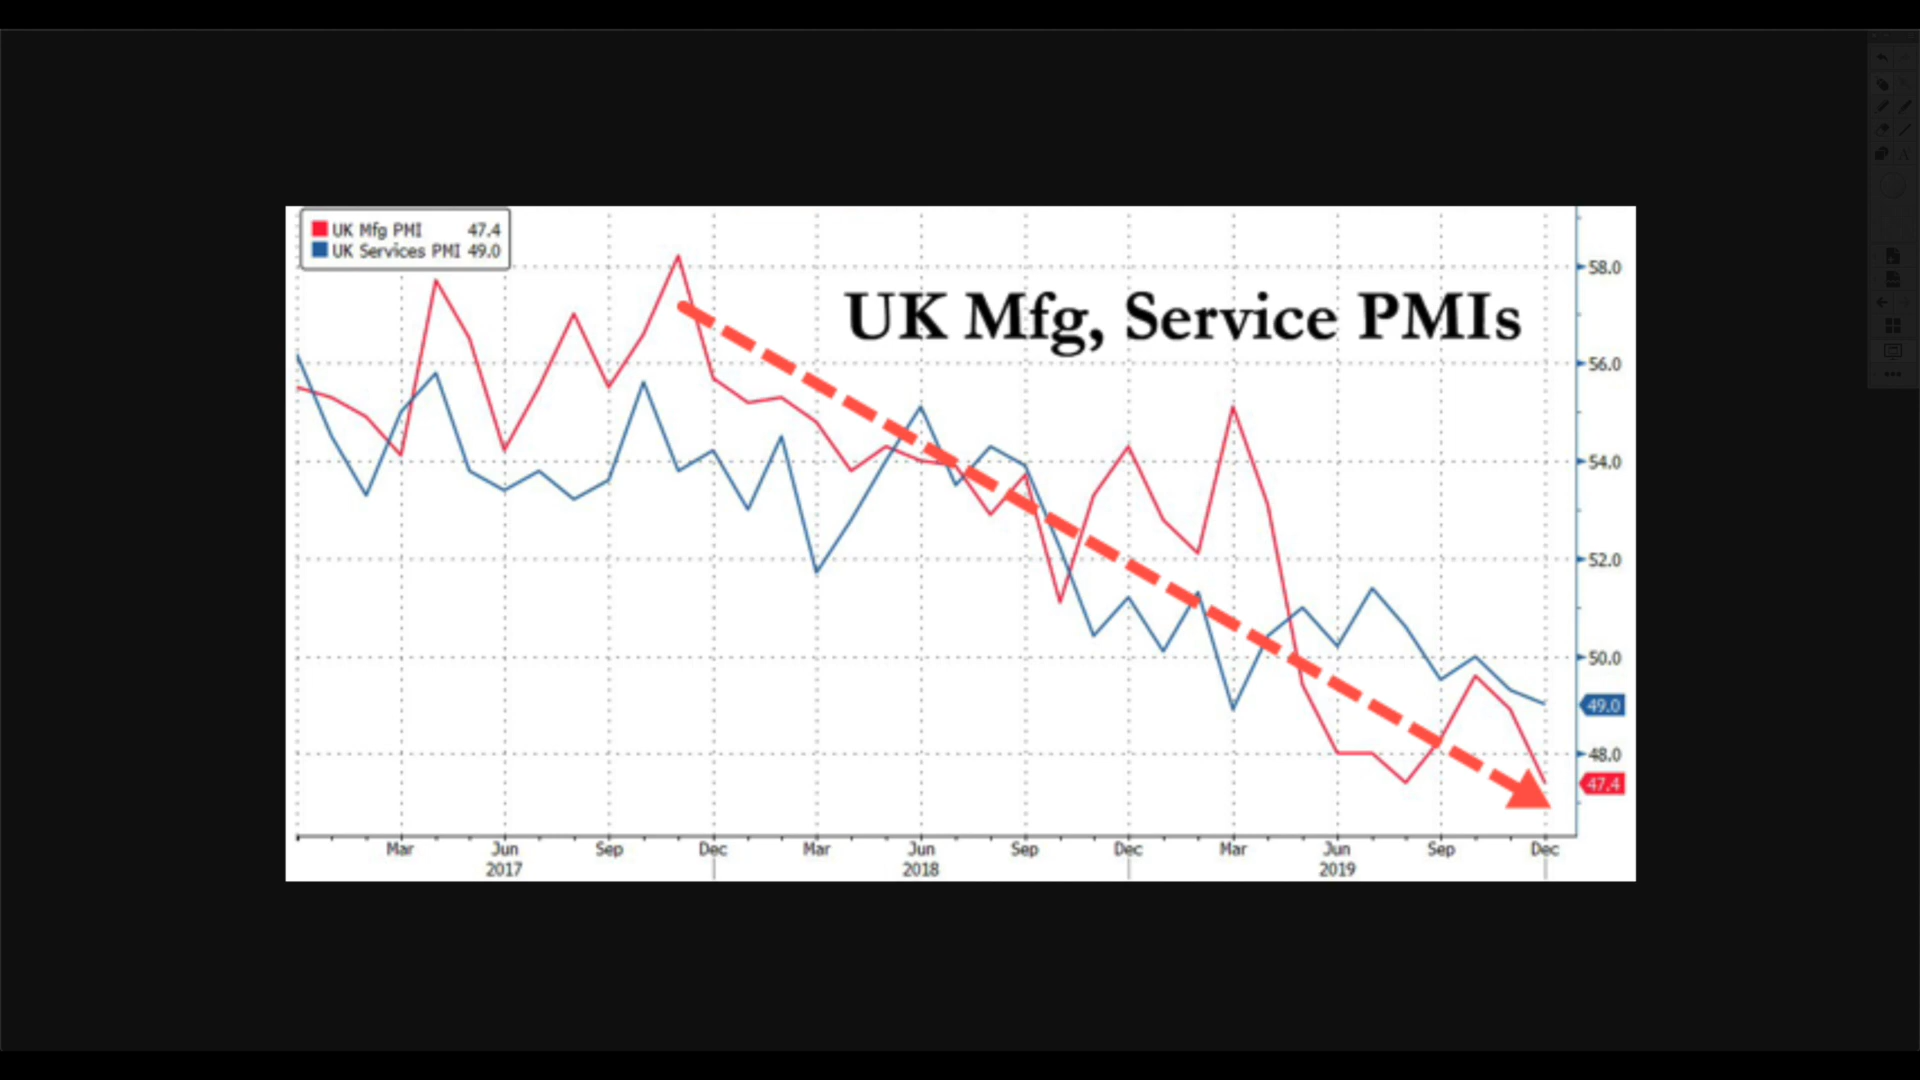 UK Mfg PMI 47.4
UK Services PMI 49.0
UK Mfg, Service PMIs
58.0
56.0
54.0
52.0
50.0
49.0
48.0
47.4
Mar Jun Sep Dec Mar Jun Sep Dec Mar Jun Sep Dec
2017 2018 2019